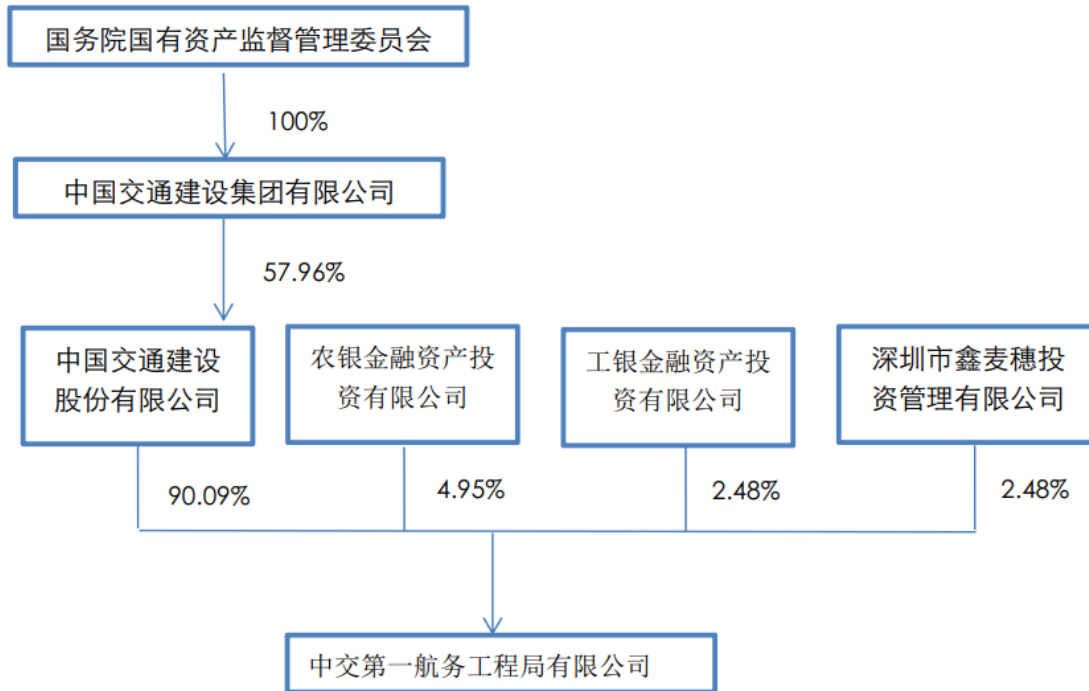 国务院国有资产监督管理委员会
100%
中国交通建设集团有限公司
57.96%
中国交通建设
股份有限公司
农银金融资产投
资有限公司
工银金融资产投
资有限公司
深圳市鑫麦穗投
资管理有限公司
90.09%
4.95%
2.48%
2.48%
中交第一航务工程局有限公司